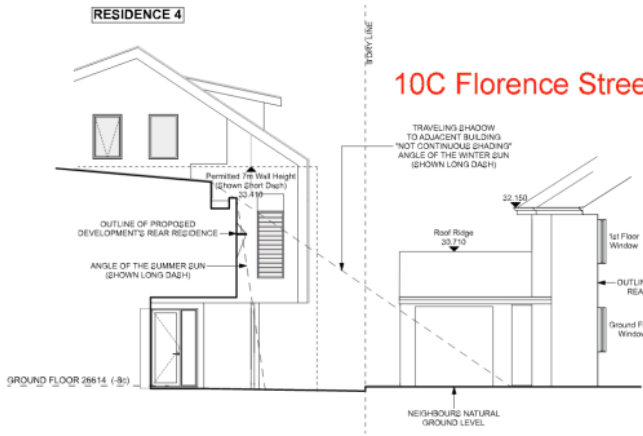 RESIDENCE 4
B'DRY LINE
10C Florence Stree
TRAVELING SHADOW
TO ADJACENT BUILDING
"NOT CONTINUOUS SHADING"
ANGLE OF THE WINTER SUN
(SHOWN LONG DASH)
Permitted 7m Wall Height
(Shown Short Dash)
33.410
32.150
OUTLINE OF PROPOSED
DEVELOPMENT'S REAR RESIDENCE
Roof Ridge
30.710
1st Floor
Window
ANGLE OF THE SUMMER SUN
(SHOWN LONG DASH)
OUTLIN
REA
Ground F
Window
GROUND FLOOR 26614 (-8c)
NEIGHBOURS NATURAL
GROUND LEVEL